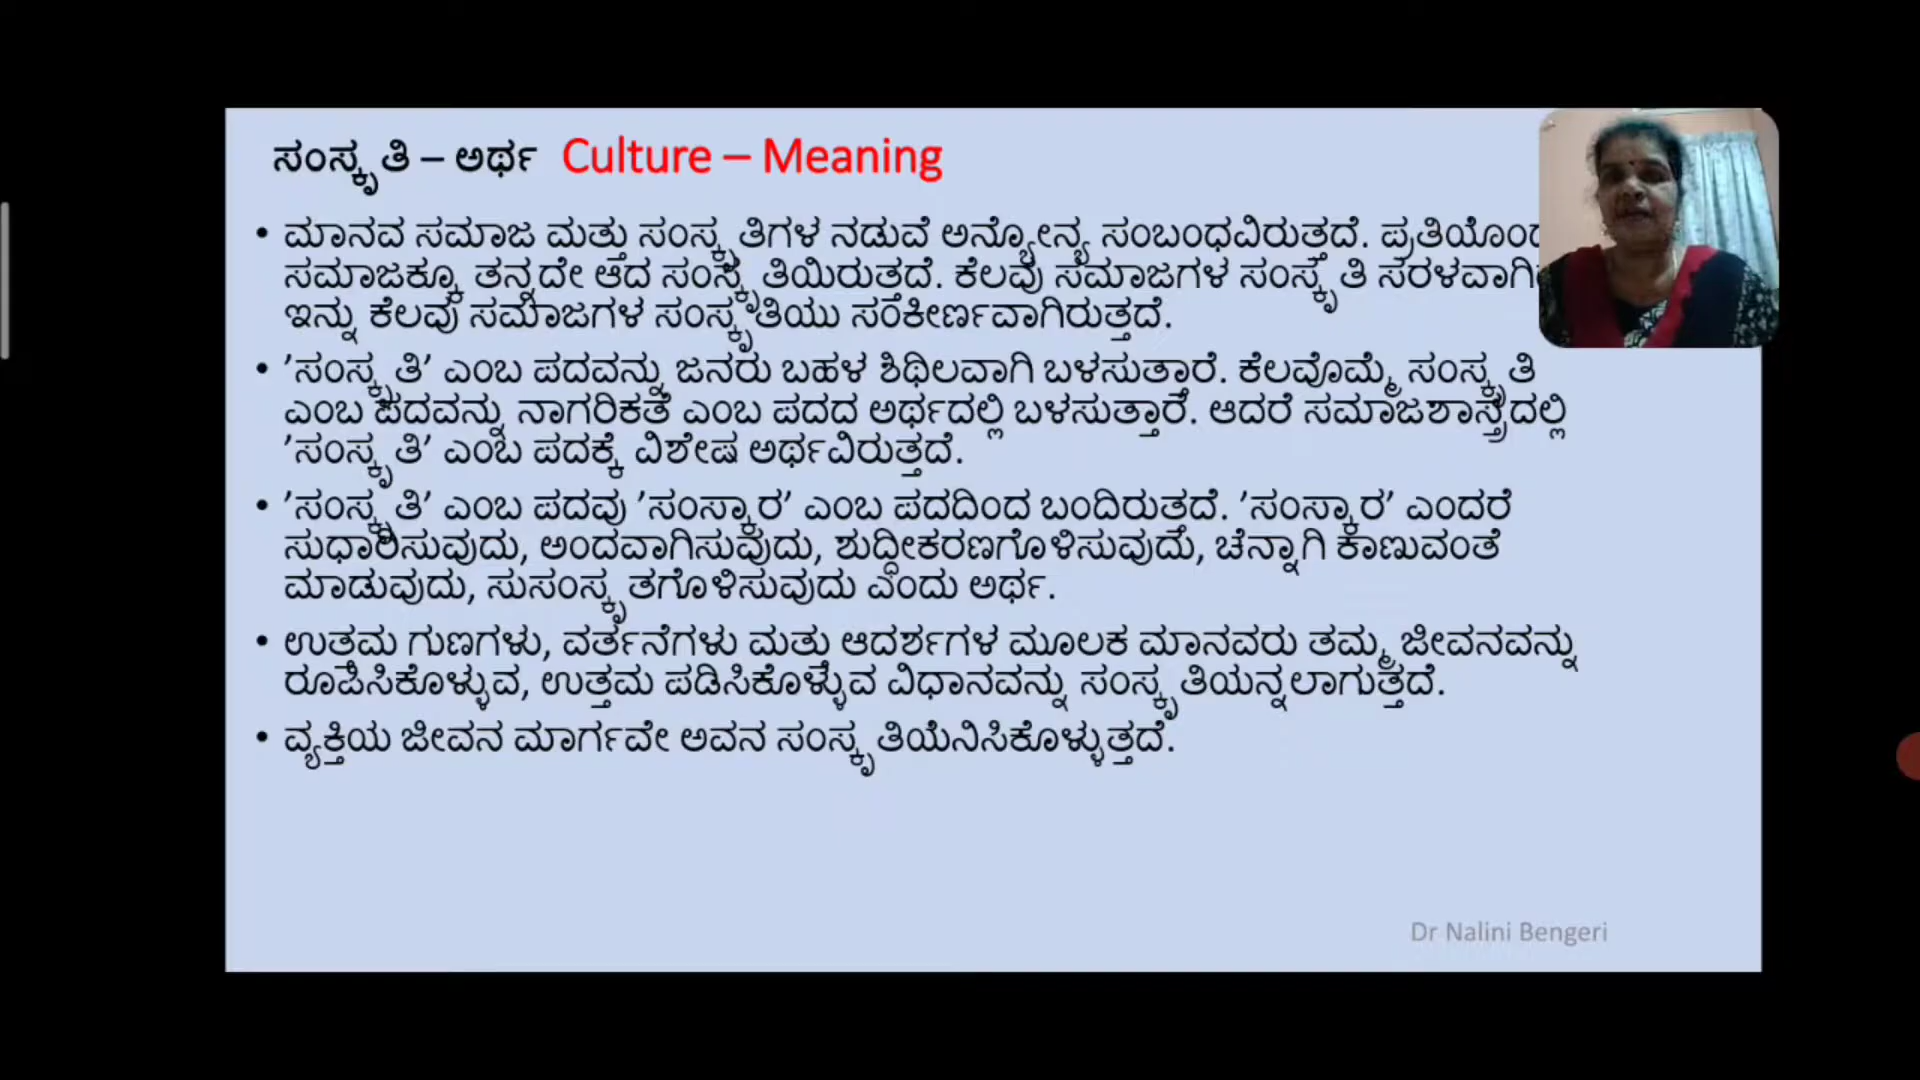 ಸಂಸ್ಕೃತಿ – ಅರ್ಥ Culture – Meaning
• ಮಾನವ ಸಮಾಜ ಮತ್ತು ಸಂಸ್ಕೃತಿಗಳ ನಡುವೆ ಅನ್ಯೋನ್ಯ ಸಂಬಂಧವಿರುತ್ತದೆ.
ಸಮಾಜಕ್ಕೂ ತನ್ನದೇ ಆದ ಸಂಸ್ಕೃತಿಯಿರುತ್ತದೆ. ಕೆಲವು ಸಮಾಜಗಳ ಸಂಸ್ಕೃತಿ
ಇನ್ನು ಕೆಲವು ಸಮಾಜಗಳ ಸಂಸ್ಕೃತಿಯು ಸಂಕೀರ್ಣವಾಗಿರುತ್ತದೆ.
• ’ಸಂಸ್ಕೃತಿ’ ಎಂಬ ಪದವನ್ನು ಜನರು ಬಹಳ ಶಿಥಿಲವಾಗಿ ಬಳಸುತ್ತಾರೆ. ಕೆಲವೊಮ್ಮೆ ಸಂಸ್ಕೃತಿ
ಎಂಬ ಪದವನ್ನು ನಾಗರಿಕತೆ ಎಂಬ ಪದದ ಅರ್ಥದಲ್ಲಿ ಬಳಸುತ್ತಾರೆ. ಆದರೆ ಸಮಾಜಶಾಸ್ತ್ರದಲ್ಲಿ
’ಸಂಸ್ಕೃತಿ’ ಎಂಬ ಪದಕ್ಕೆ ವಿಶೇಷ ಅರ್ಥವಿರುತ್ತದೆ.
• ’ಸಂಸ್ಕೃತಿ’ ಎಂಬ ಪದವು ’ಸಂಸ್ಕಾರ’ ಎಂಬ ಪದದಿಂದ ಬಂದಿರುತ್ತದೆ. ’ಸಂಸ್ಕಾರ’ ಎಂದರೆ
ಸುಧಾರಿಸುವುದು, ಅಂದವಾಗಿಸುವುದು, ಶುದ್ಧೀಕರಣಗೊಳಿಸುವುದು, ಚೆನ್ನಾಗಿ ಕಾಣುವಂತೆ
ಮಾಡುವುದು, ಸುಸಂಸ್ಕೃತಗೊಳಿಸುವುದು ಎಂದು ಅರ್ಥ.
• ಉತ್ತಮ ಗುಣಗಳು, ವರ್ತನೆಗಳು ಮತ್ತು ಆದರ್ಶಗಳ ಮೂಲಕ ಮಾನವರು ತಮ್ಮ ಜೀವನವನ್ನು
ರೂಪಿಸಿಕೊಳ್ಳುವ, ಉತ್ತಮ ಪಡಿಸಿಕೊಳ್ಳುವ ವಿಧಾನವನ್ನು ಸಂಸ್ಕೃತಿಯನ್ನಲಾಗುತ್ತದೆ.
• ವ್ಯಕ್ತಿಯ ಜೀವನ ಮಾರ್ಗವೇ ಅವನ ಸಂಸ್ಕೃತಿಯೆನಿಸಿಕೊಳ್ಳುತ್ತದೆ.
Dr Nalini Bengeri